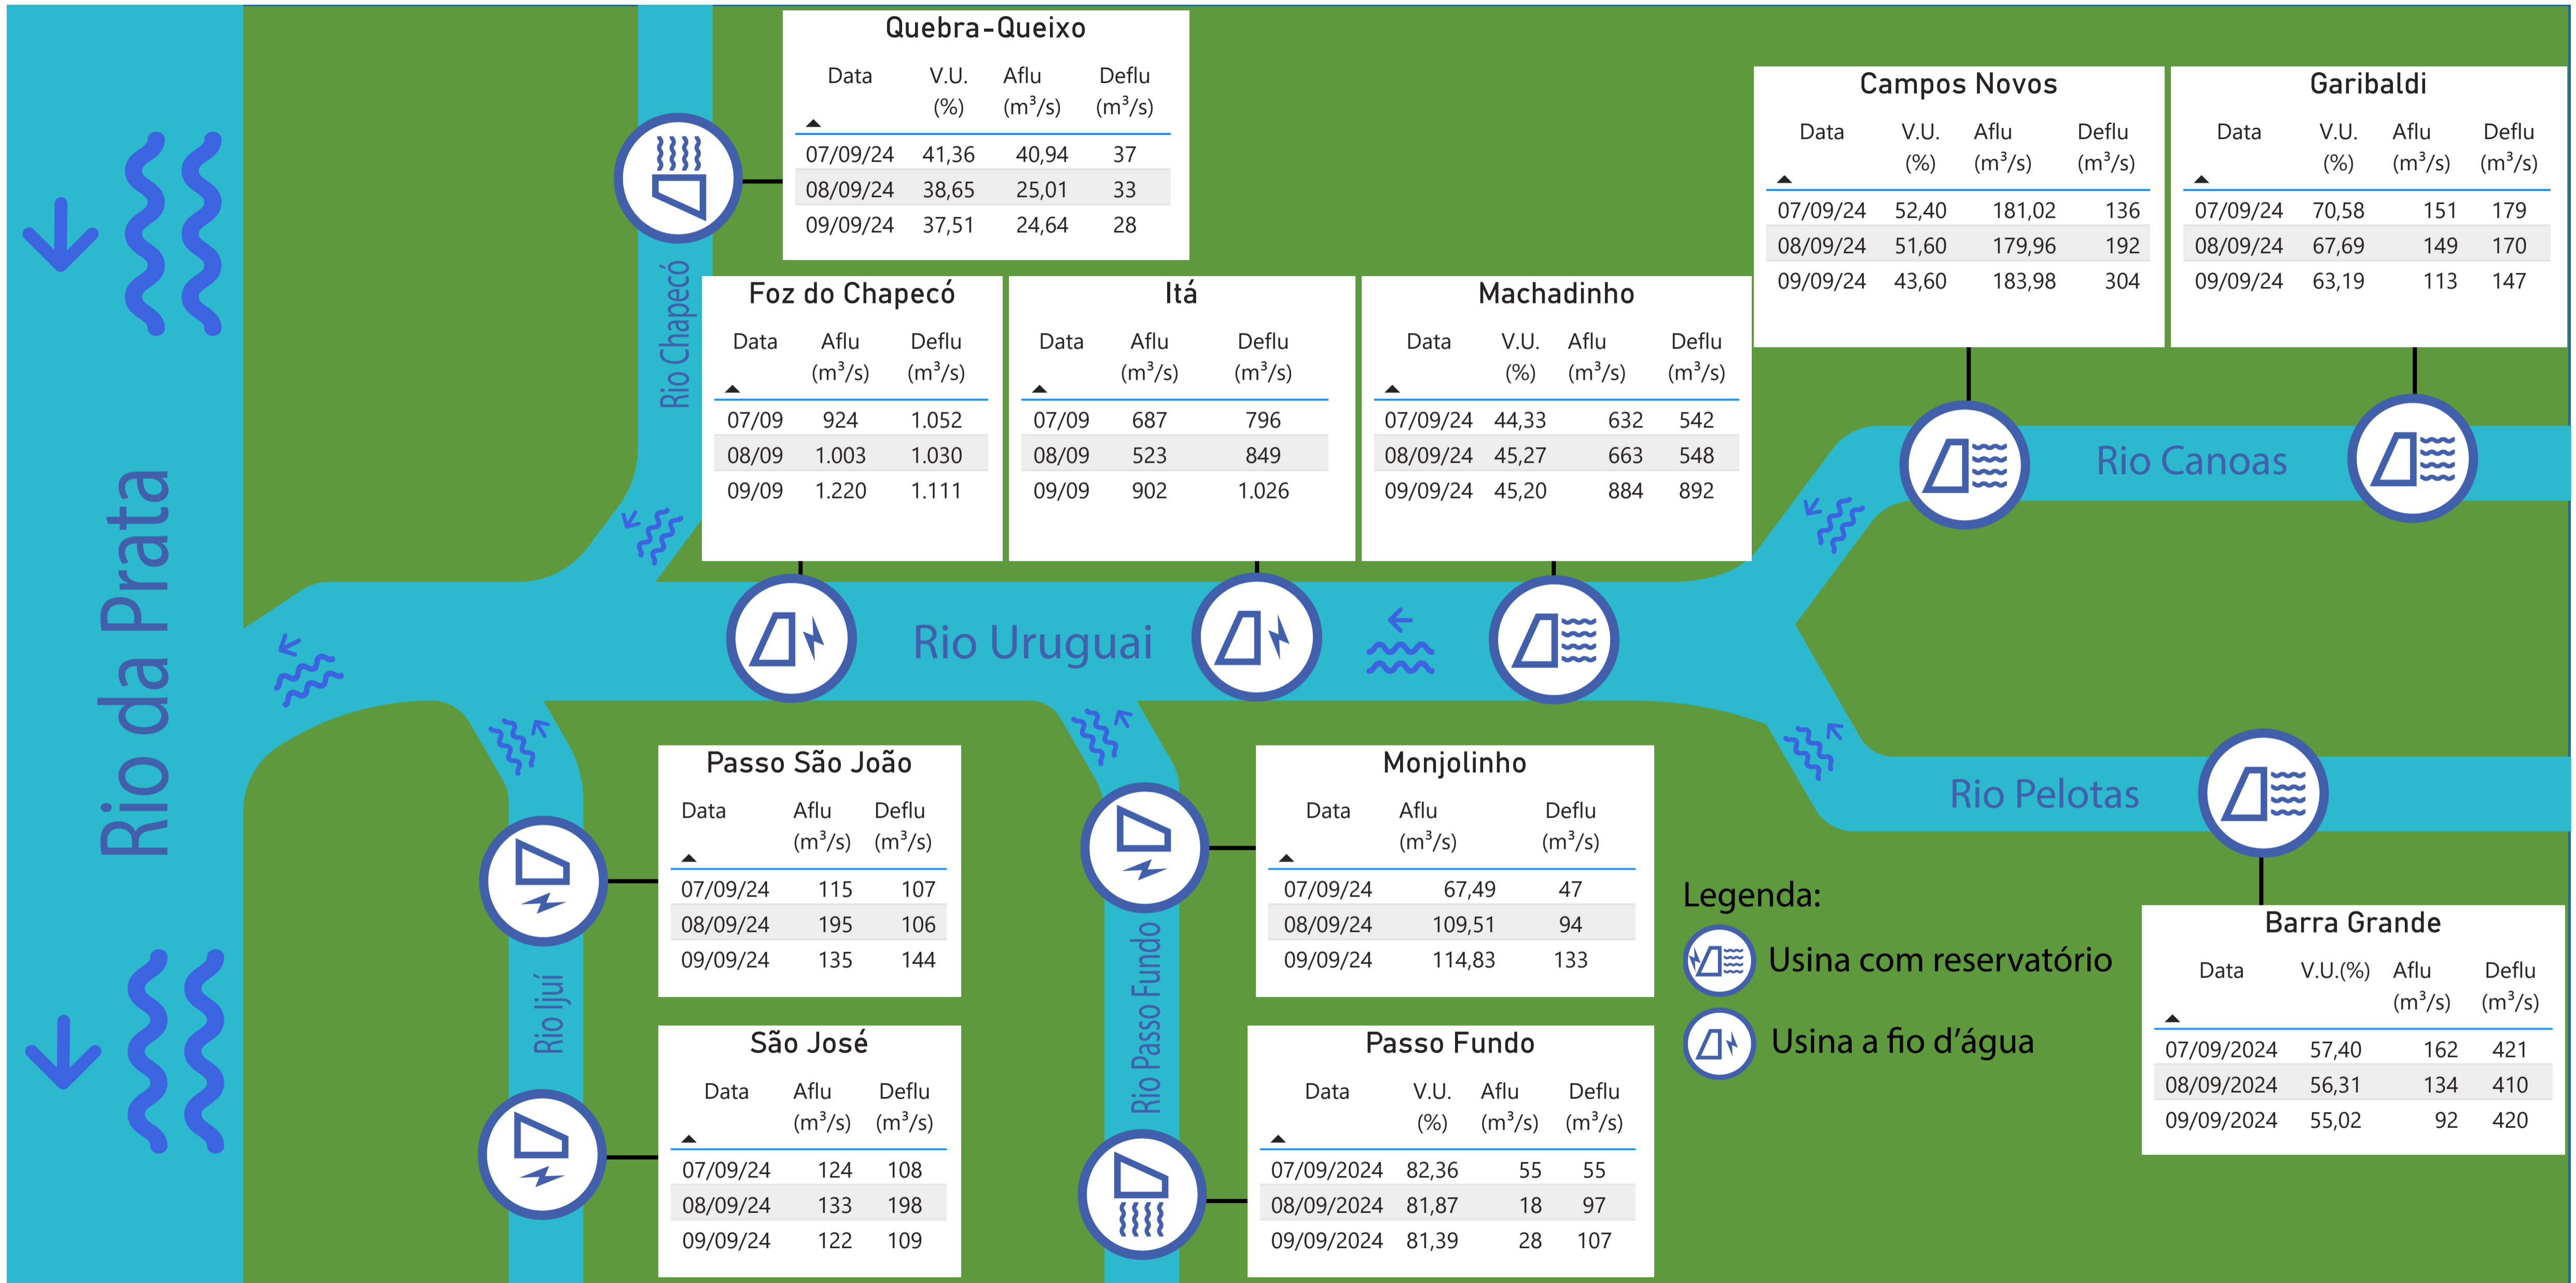 Quebra-Queixo
Data V.U. (%) Aflu (m³/s) Deflu (m³/s)
07/09/24 41,36 40,94 37
08/09/24 38,65 25,01 33
09/09/24 37,51 24,64 28
Campos Novos
Data V.U. (%) Aflu (m³/s) Deflu (m³/s)
07/09/24 52,40 181,02 136
08/09/24 51,60 179,96 192
09/09/24 43,60 183,98 304
Garibaldi
Data V.U. (%) Aflu (m³/s) Deflu (m³/s)
07/09/24 70,58 151 179
08/09/24 67,69 149 170
09/09/24 63,19 113 147
Rio Chapecó
Foz do Chapecó
Data Aflu (m³/s) Deflu (m³/s)
07/09 924 1.052
08/09 1.003 1.030
09/09 1.220 1.111
Itá
Data Aflu (m³/s) Deflu (m³/s)
07/09 687 796
08/09 523 849
09/09 902 1.026
Machadinho
Data V.U. (%) Aflu (m³/s) Deflu (m³/s)
07/09/24 44,33 632 542
08/09/24 45,27 663 548
09/09/24 45,20 884 892
Rio Canoas
Rio da Prata
Rio Uruguai
Rio Pelotas
Passo São João
Data Aflu (m³/s) Deflu (m³/s)
07/09/24 115 107
08/09/24 195 106
09/09/24 135 144
Monjolinho
Data Aflu (m³/s) Deflu (m³/s)
07/09/24 67,49 47
08/09/24 109,51 94
09/09/24 114,83 133
Legenda:
Usina com reservatório
Usina a fio d'água
Barra Grande
Data V.U.(%) Aflu (m³/s) Deflu (m³/s)
07/09/2024 57,40 162 421
08/09/2024 56,31 134 410
09/09/2024 55,02 92 420
Rio Ijuí
São José
Data Aflu (m³/s) Deflu (m³/s)
07/09/24 124 108
08/09/24 133 198
09/09/24 122 109
Rio Passo Fundo
Passo Fundo
Data V.U. (%) Aflu (m³/s) Deflu (m³/s)
07/09/2024 82,36 55 55
08/09/2024 81,87 18 97
09/09/2024 81,39 28 107